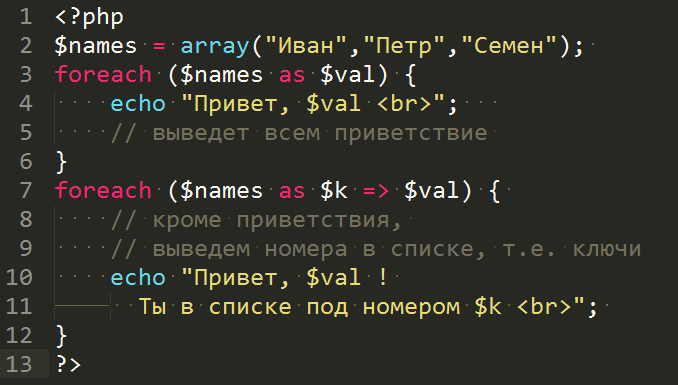 1 <?php
2 $names = array("Иван","Петр","Семен");
3 foreach ($names as $val) {
4     echo "Привет, $val <br>";
5     // выведет всем приветствие
6 }
7 foreach ($names as $k => $val) {
8     // кроме приветствия,
9     // выведем номера в списке, т.е. ключи
10     echo "Привет, $val !
11       Ты в списке под номером $k <br>";
12 }
13 ?>